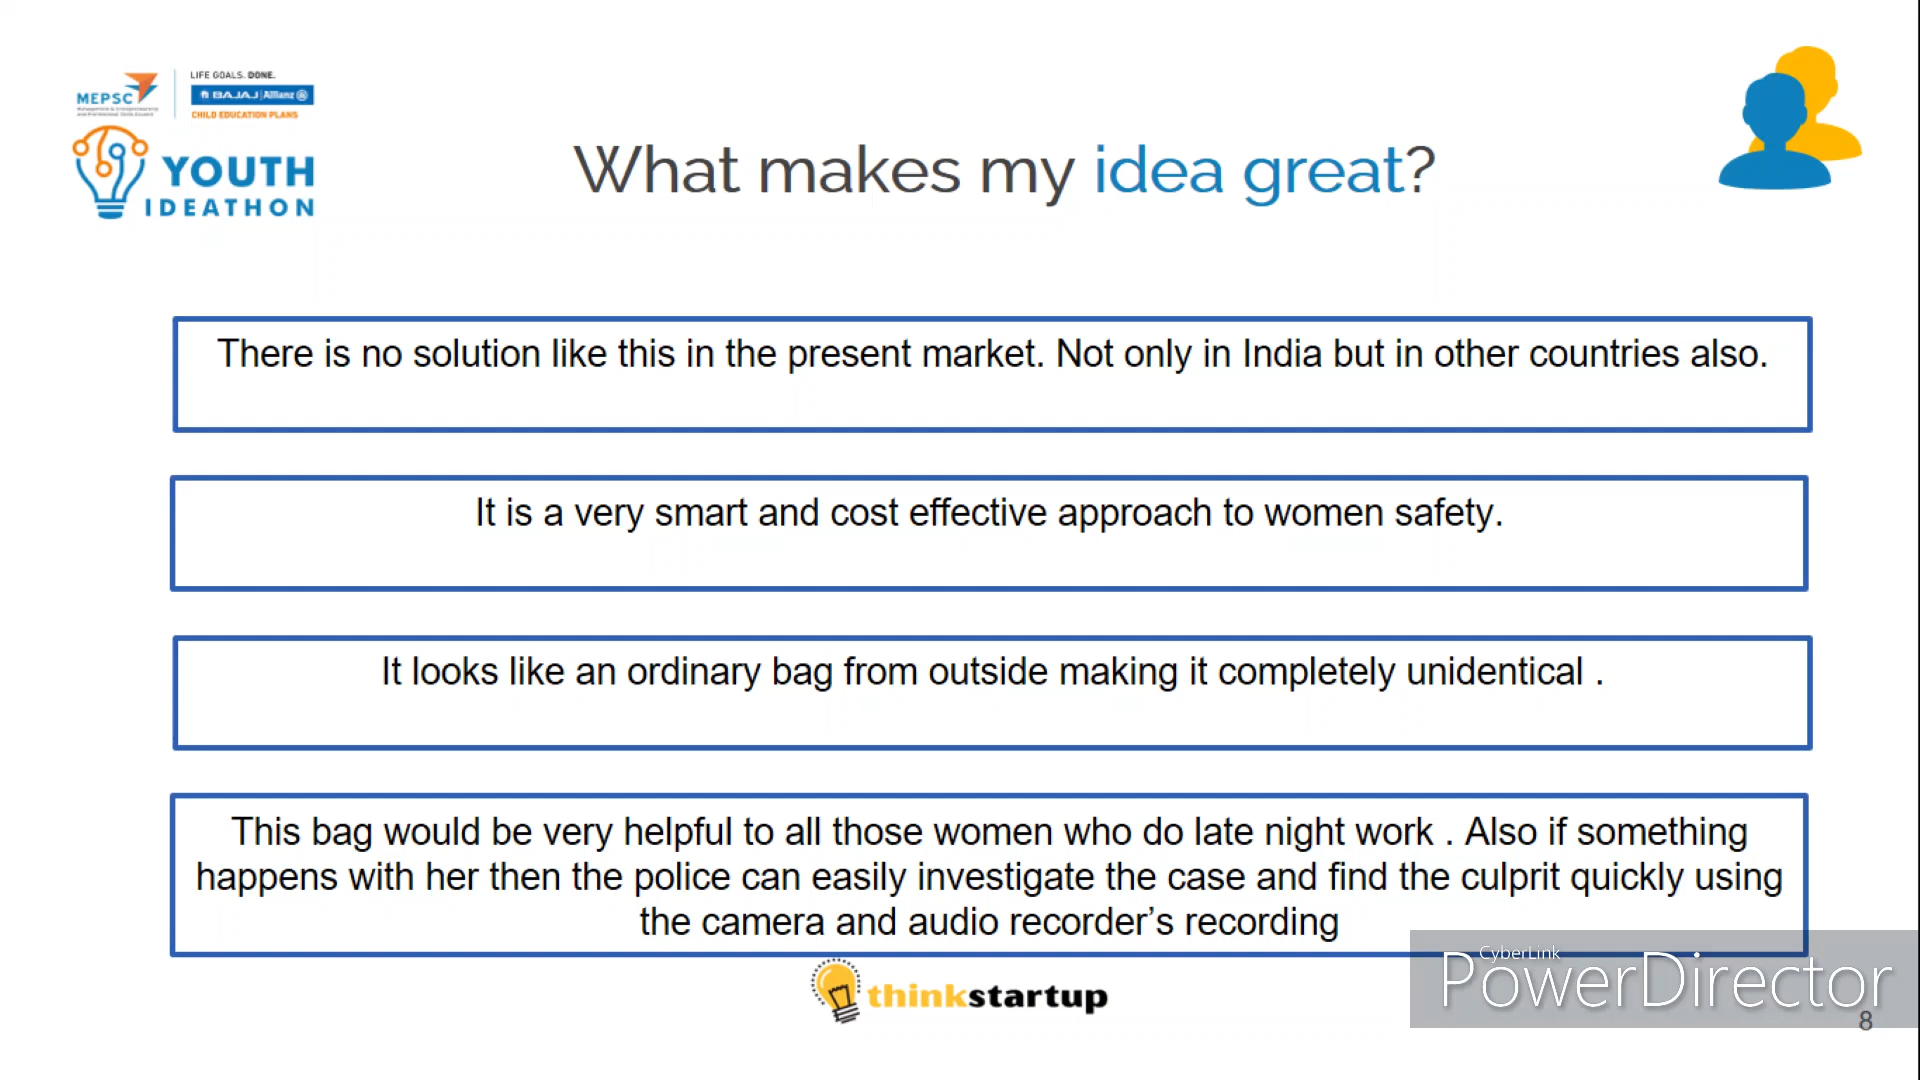 LIFE GOALS. DONE.
MEPSC
BAJAJ | Allianz
CHILD EDUCATION PLANS
YOUTH
IDEATHON
What makes my idea great?
There is no solution like this in the present market. Not only in India but in other countries also.
It is a very smart and cost effective approach to women safety.
It looks like an ordinary bag from outside making it completely unidentical .
This bag would be very helpful to all those women who do late night work . Also if something
happens with her then the police can easily investigate the case and find the culprit quickly using
the camera and audio recorder’s recording
thinkstartup
CyberLink
PowerDirector
8